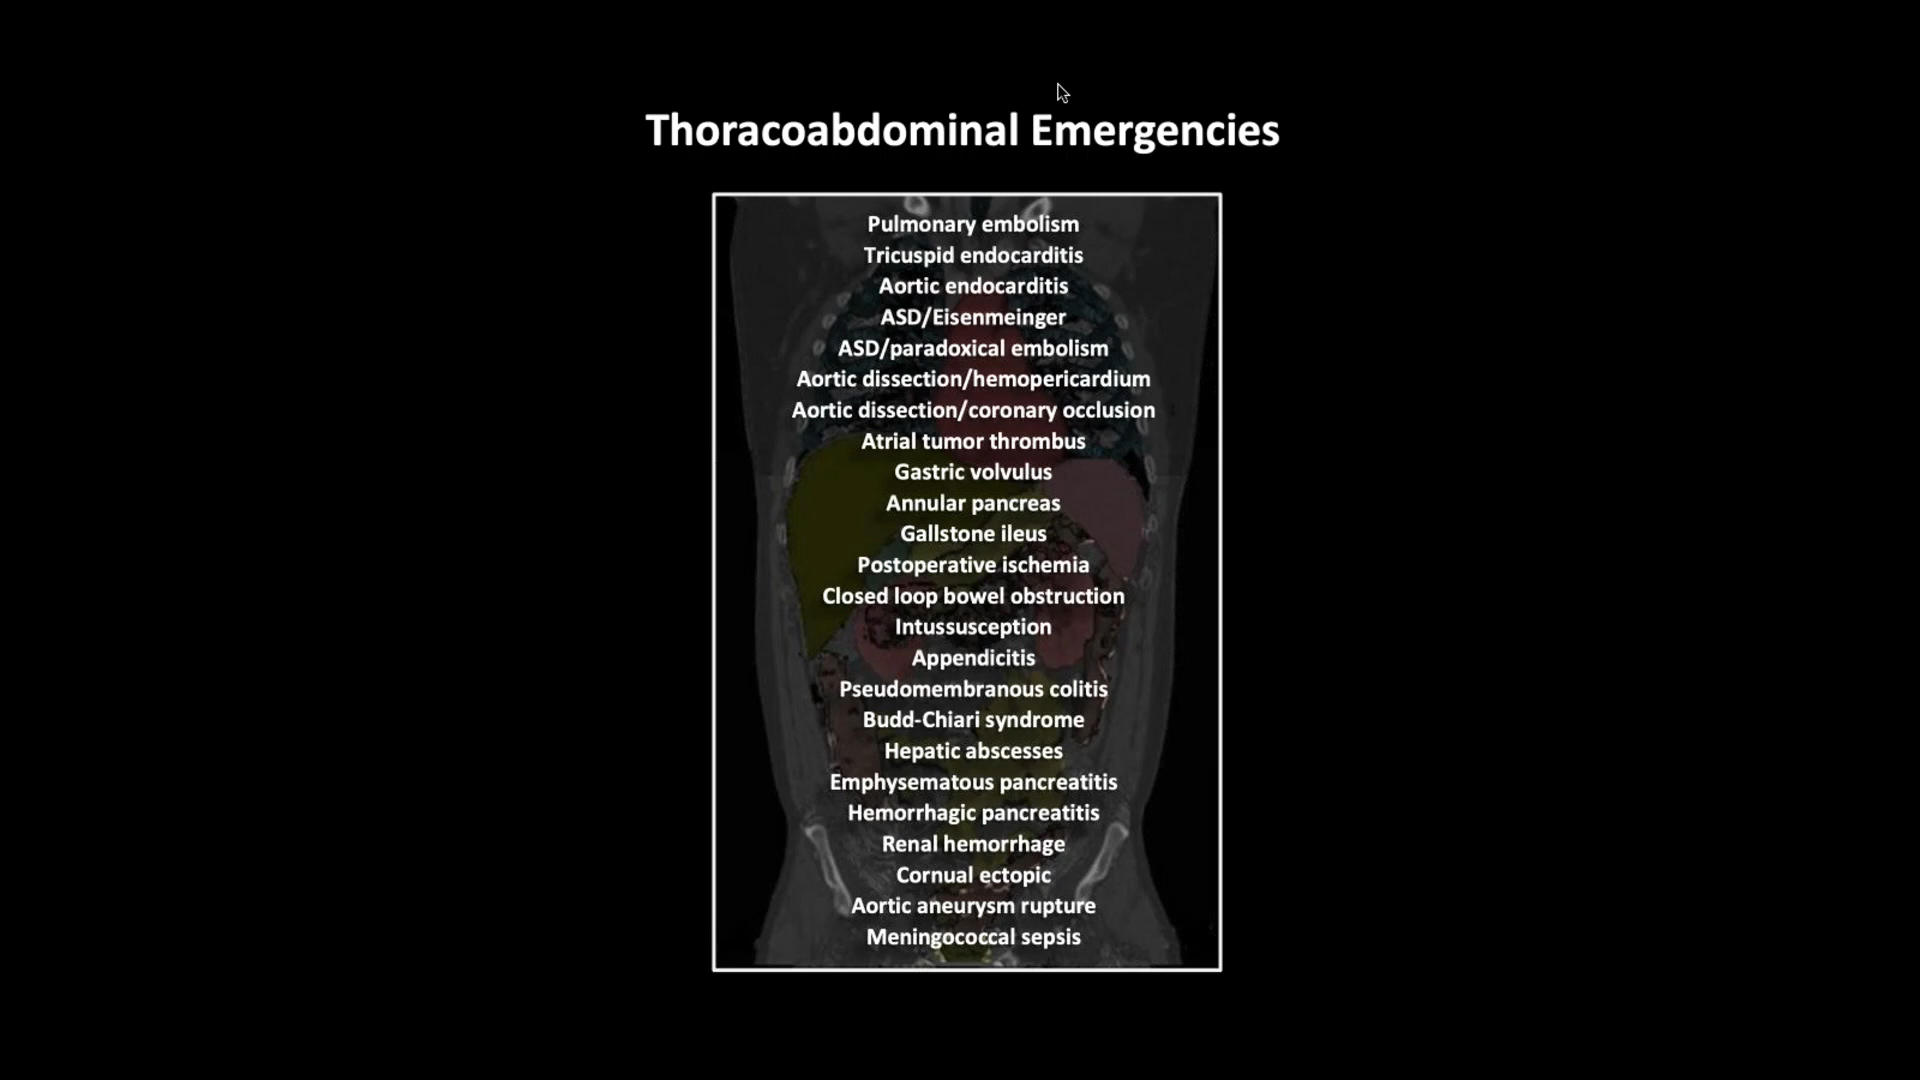 Thoracoabdominal Emergencies
Pulmonary embolism
Tricuspid endocarditis
Aortic endocarditis
ASD/Eisenmeinger
ASD/paradoxical embolism
Aortic dissection/hemopericardium
Aortic dissection/coronary occlusion
Atrial tumor thrombus
Gastric volvulus
Annular pancreas
Gallstone ileus
Postoperative ischemia
Closed loop bowel obstruction
Intussusception
Appendicitis
Pseudomembranous colitis
Budd-Chiari syndrome
Hepatic abscesses
Emphysematous pancreatitis
Hemorrhagic pancreatitis
Renal hemorrhage
Cornual ectopic
Aortic aneurysm rupture
Meningococcal sepsis